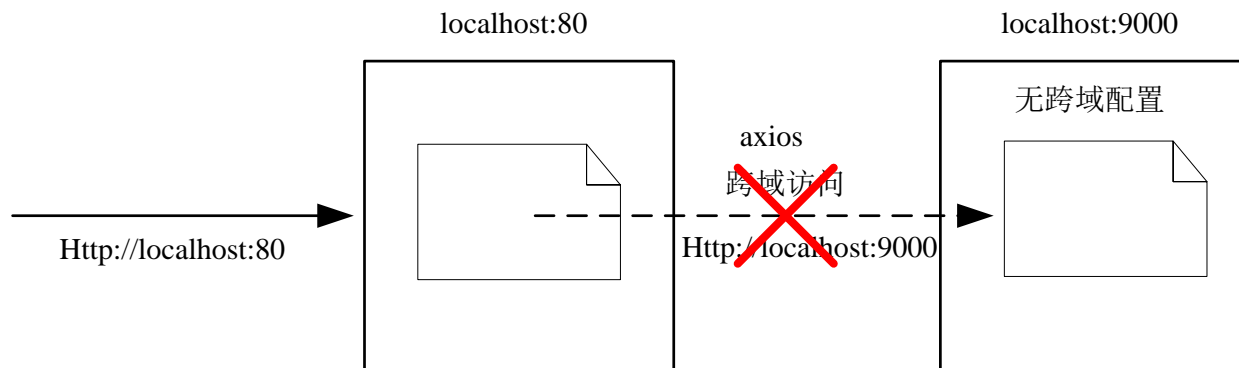 localhost:80
localhost:9000
无跨域配置
axios
跨域访问
Http://localhost:80
Http://localhost:9000